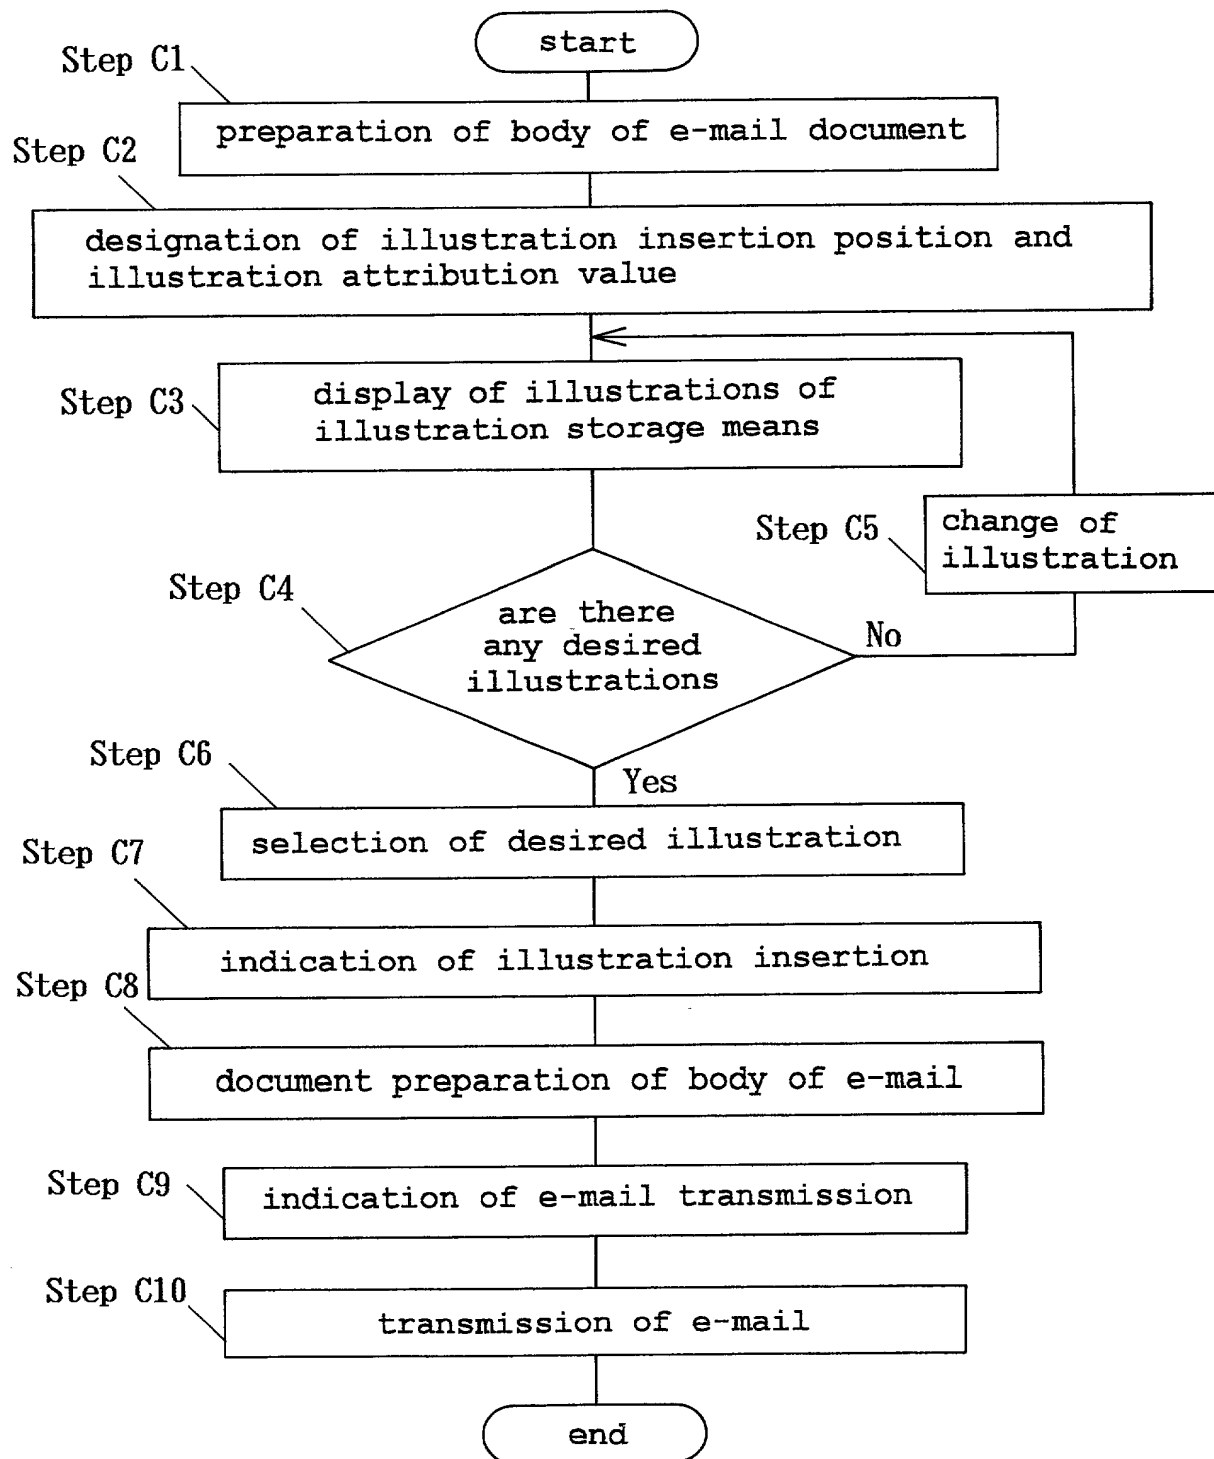 start
Step C1
preparation of body of e-mail document
Step C2
designation of illustration insertion position and
illustration attribution value
Step C3
display of illustrations of
illustration storage means
Step C5
change of
illustration
Step C4
are there
any desired
illustrations
No
Yes
Step C6
selection of desired illustration
Step C7
indication of illustration insertion
Step C8
document preparation of body of e-mail
Step C9
indication of e-mail transmission
Step C10
transmission of e-mail
end